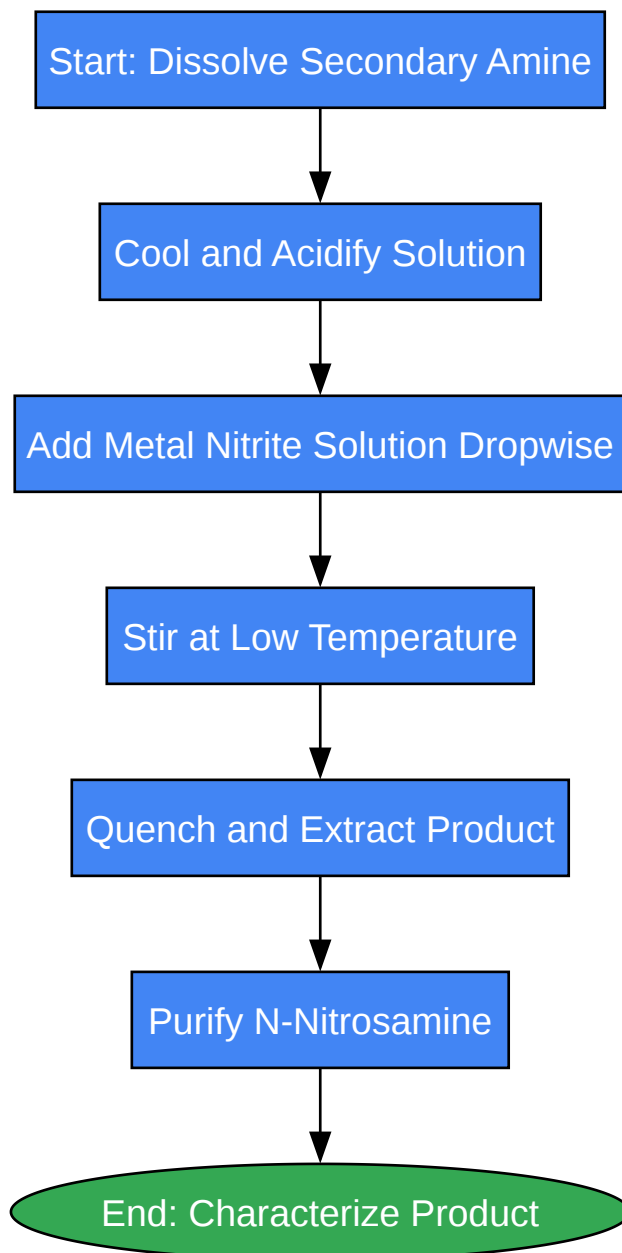 Start: Dissolve Secondary Amine
Cool and Acidify Solution
Add Metal Nitrite Solution Dropwise
Stir at Low Temperature
Quench and Extract Product
Purify N-Nitrosamine
End: Characterize Product